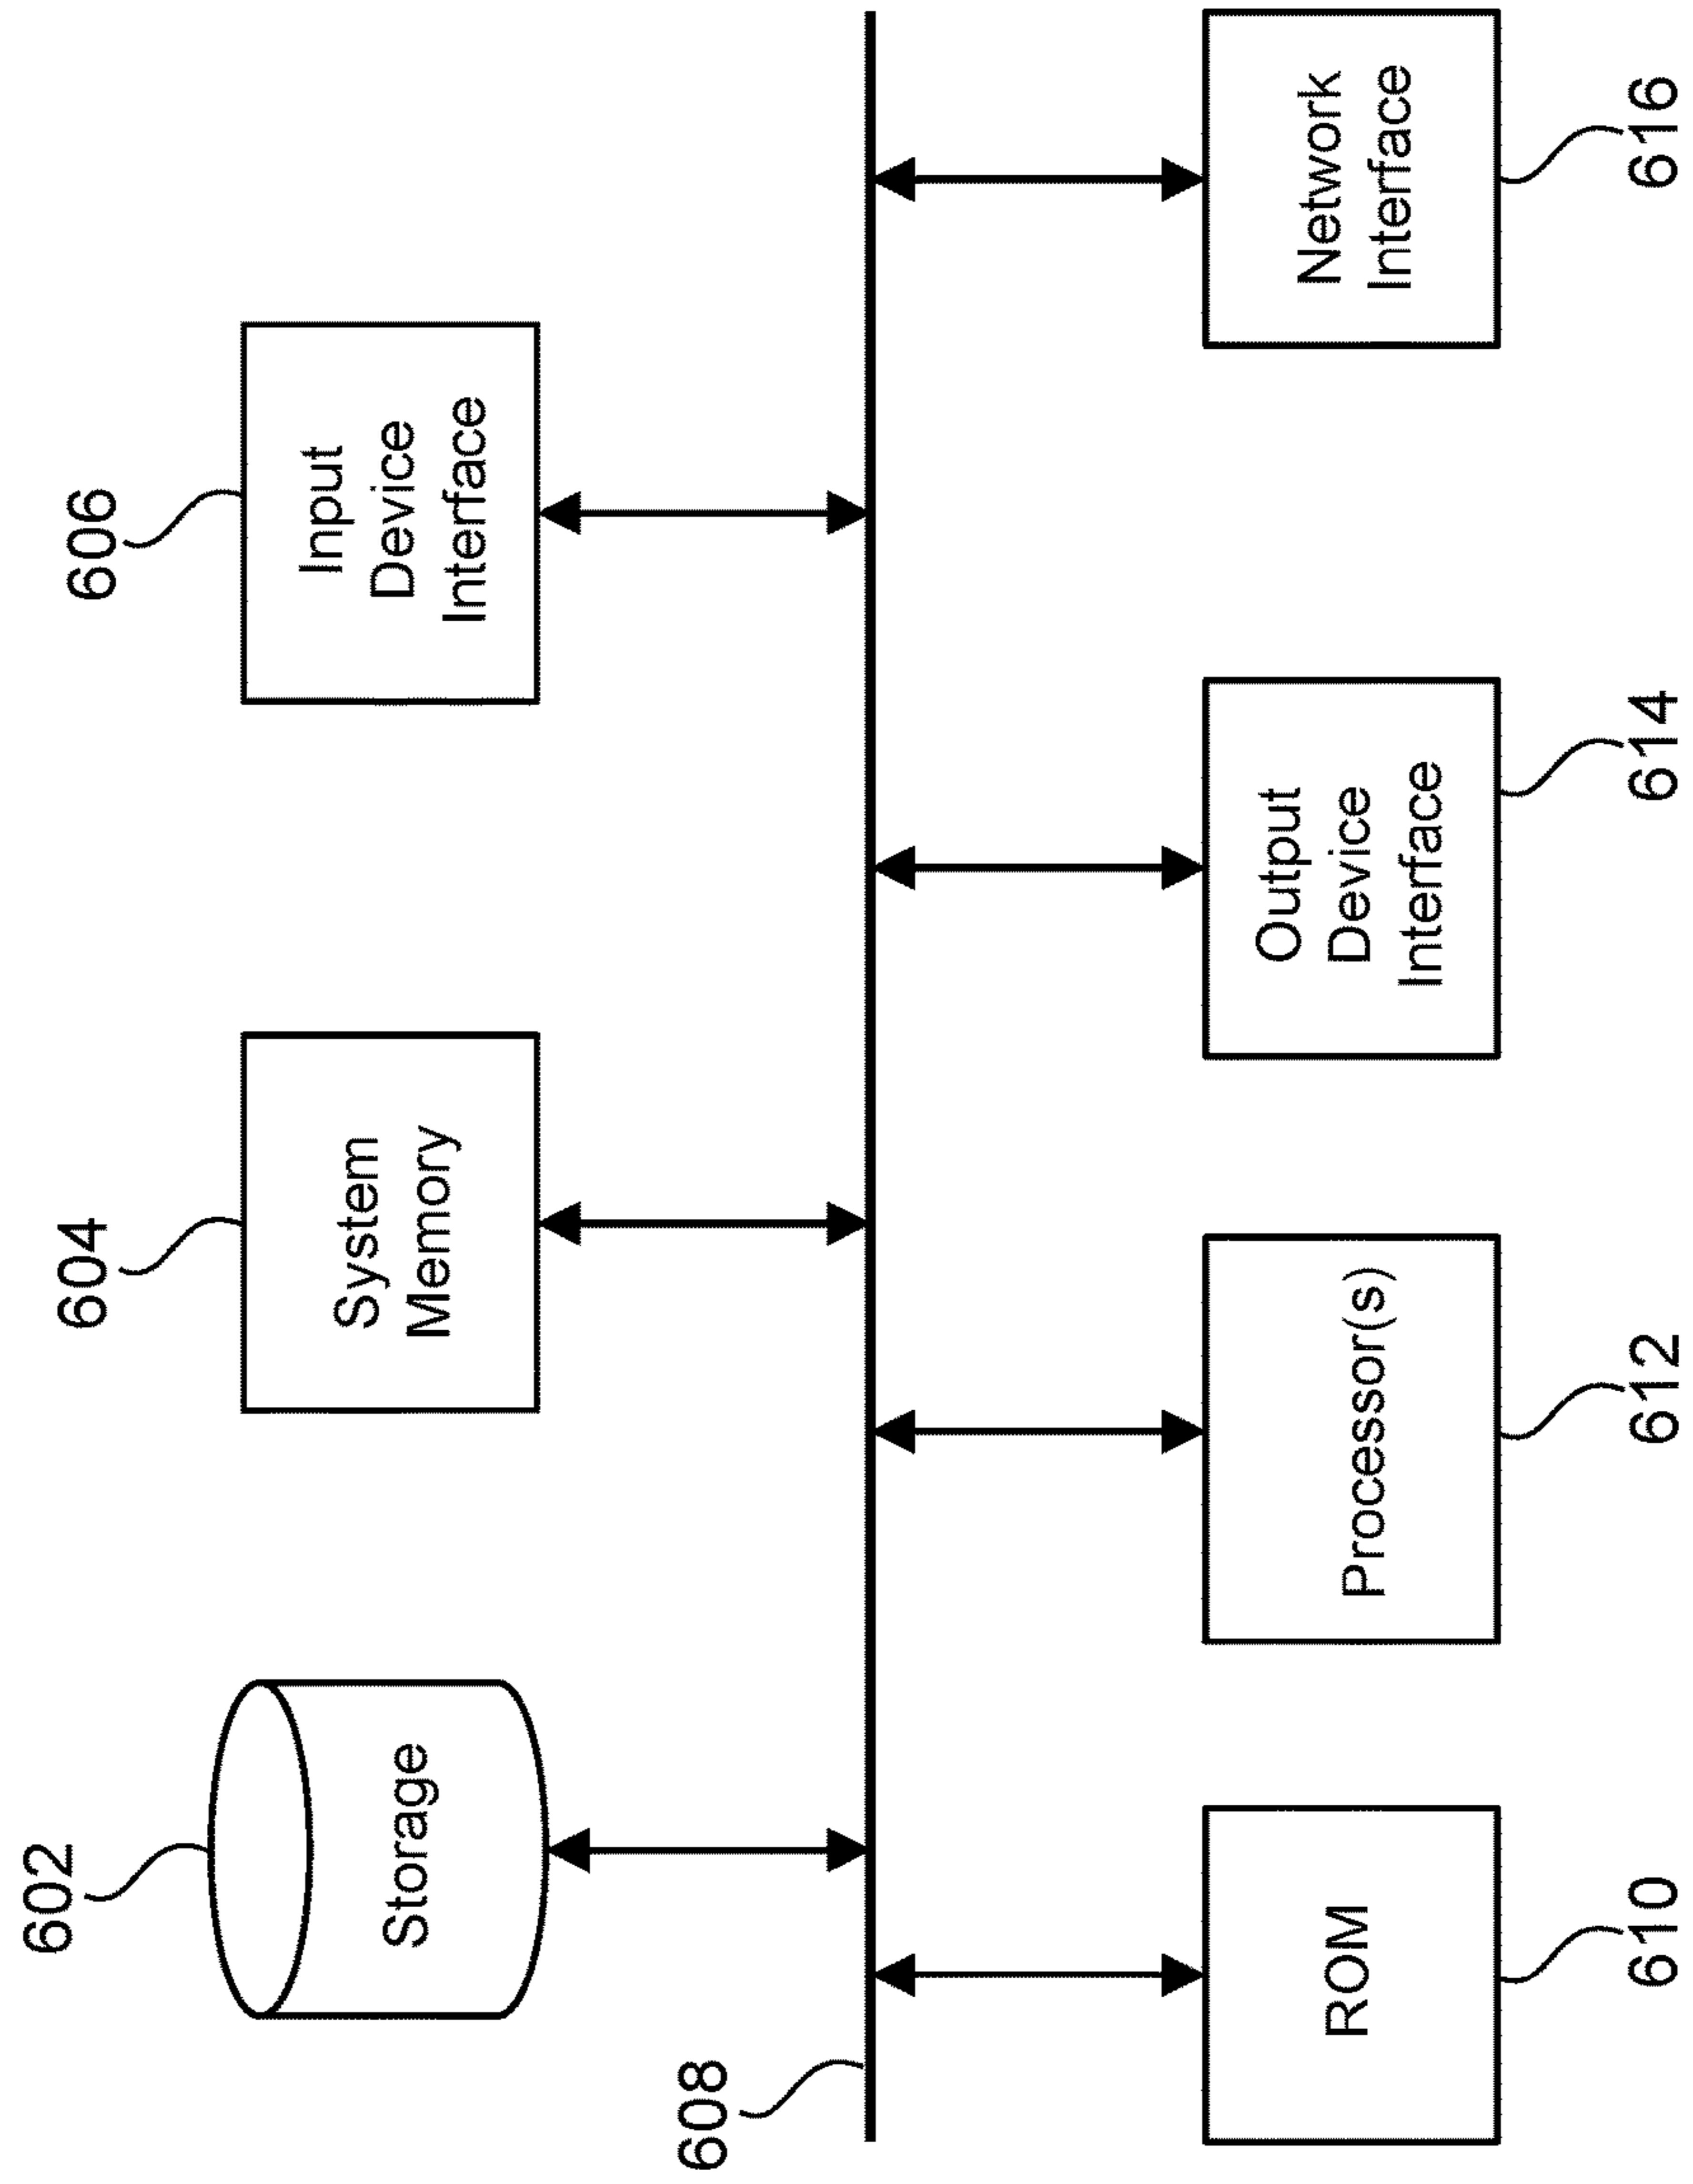 602
604
606
Storage
System
Memory
Input
Device
Interface
608
ROM
Processor(s)
Output
Device
Interface
Network
Interface
610
612
614
616